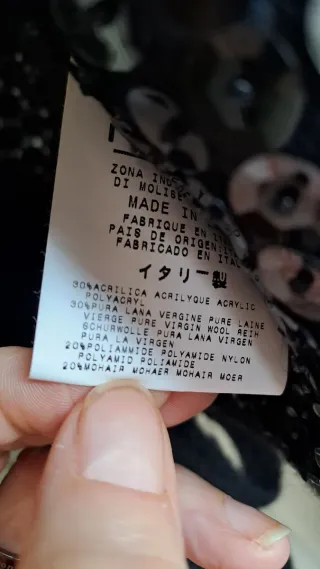 ZONA
DI MOLISE
MADE IN
FABRIQUE EN
PAIS DE ORIGEN:
FABRICADO EN
イタリー製
30%ACRILICA ACRILYQUE ACRYLIC
POLYACRYL
30%PURA LANA VERGINE PURE LAINE
VIERGE PURE VIRGIN WOOL REIH
SCHURWOLLE PURA LANA VIRGEN
PURA LA VIRGEN
20%POLIAMMIDE POLYAMIDE NYLON
POLYAMID POLIAMIDE
20%MOHAIR MOHAER MOHAIR MOER